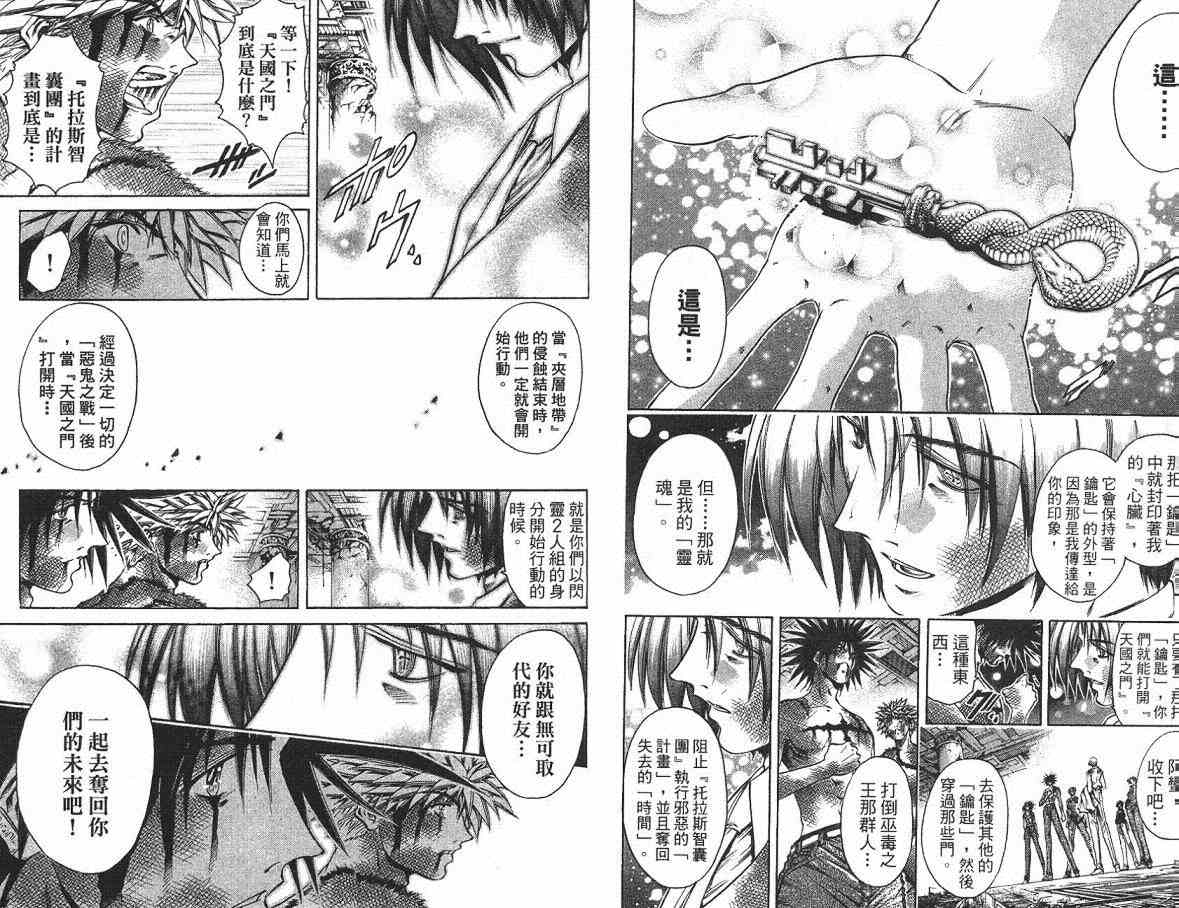 這……
這是…
那把「鑰匙」
中就封印著我
的『心臟』，
它會保持著「
鑰匙」的外型，是
因為那是我傳達給
你的印象，
但……那就
是我的「靈
魂」。
「鑰匙」，你
們就能打開『
天國之門』。
這種東
西…
收下吧…
去保護其他的
「鑰匙」，然後
穿過那些門。
打倒巫毒之
王那群人…
阻止『托拉斯智囊
團』執行邪惡的「
計畫」，並且奪回
失去的「時間」。
ポウ…
等一下！
『天國之門』
到底是什麼？
『托拉斯智
囊團』的計
畫到底是…
你們馬上就
會知道…
！
當『夾層地帶』
的侵蝕結束時，
他們一定就會開
始行動。
經過決定一切的
「惡鬼之戰」後
，當『天國之門
』打開時…
就是你們以閃
靈２人組的身
分開始行動的
時候。
！
你就跟無可取
代的好友…
一起去奪回你
們的未來吧！